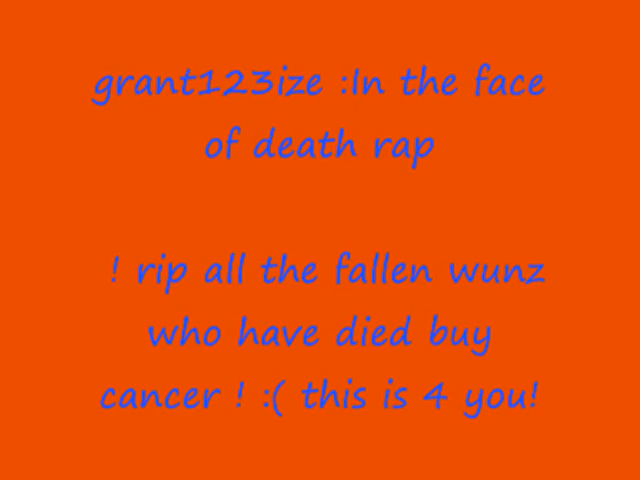 grant123ize :In the face
of death rap
! rip all the fallen wunz
who have died buy
cancer ! :( this is 4 you!